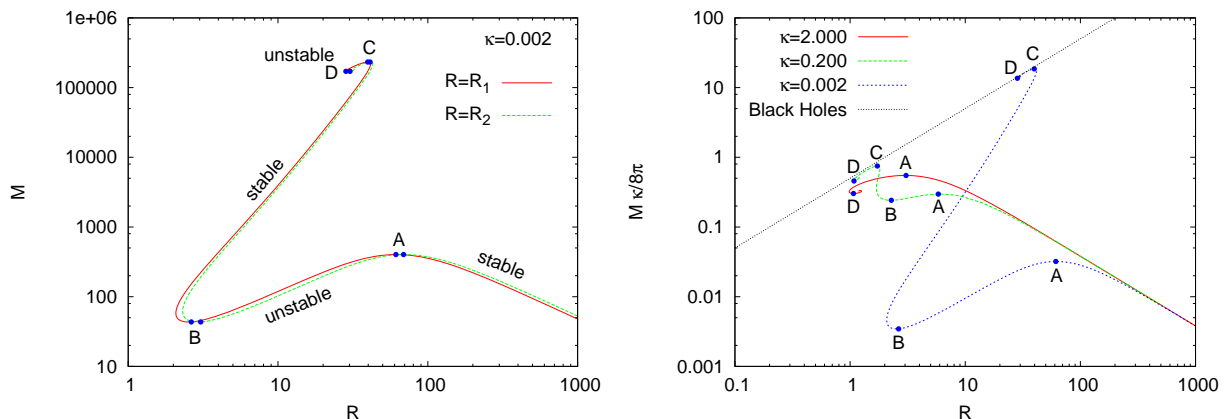 1e+06
100000
10000
1000
100
10
M
1
10
100
1000
R
κ=0.002
R=R1
R=R2
unstable
D
C
stable
A
stable
unstable
B
100
10
1
0.1
0.01
0.001
M κ/8π
0.1
1
10
100
1000
R
κ=2.000
κ=0.200
κ=0.002
Black Holes
D
C
D
C
A
D
B
A
A
B